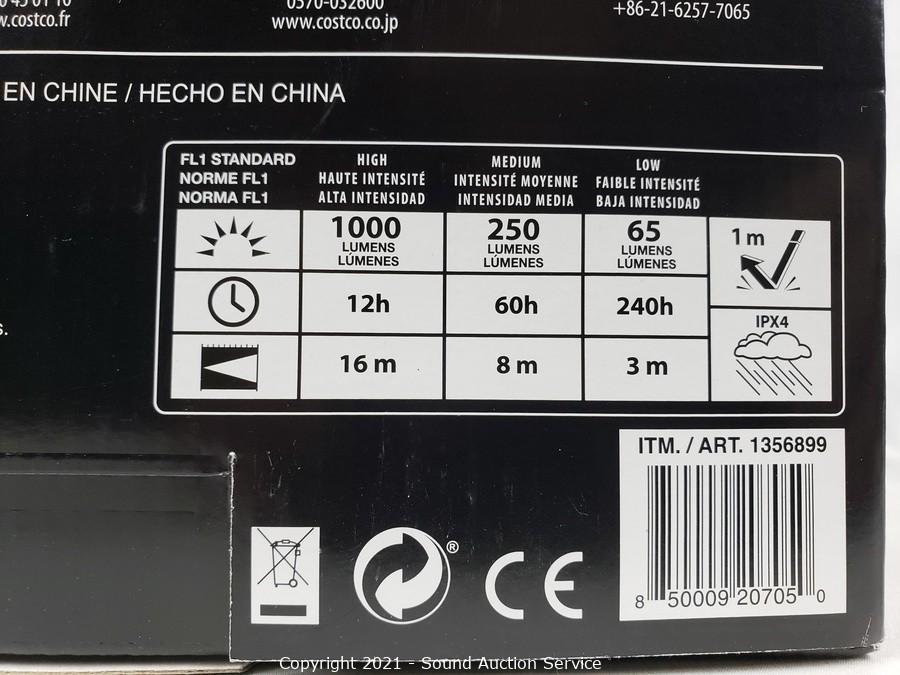 www.costco.fr
0570-032600
www.costco.co.jp
+86-21-6257-7065
EN CHINE / HECHO EN CHINA
FL1 STANDARD
NORME FL1
NORMA FL1
HIGH
HAUTE INTENSITÉ
ALTA INTENSIDAD
MEDIUM
INTENSITÉ MOYENNE
INTENSIDAD MEDIA
LOW
FAIBLE INTENSITÉ
BAJA INTENSIDAD
1000
LUMENS
LÚMENES
250
LUMENS
LÚMENES
65
LUMENS
LÚMENES
1 m
12h
60h
240h
IPX4
16 m
8 m
3 m
s.
ITM. / ART. 1356899
8 50009 20705 0
®
CE
Copyright 2021 - Sound Auction Service